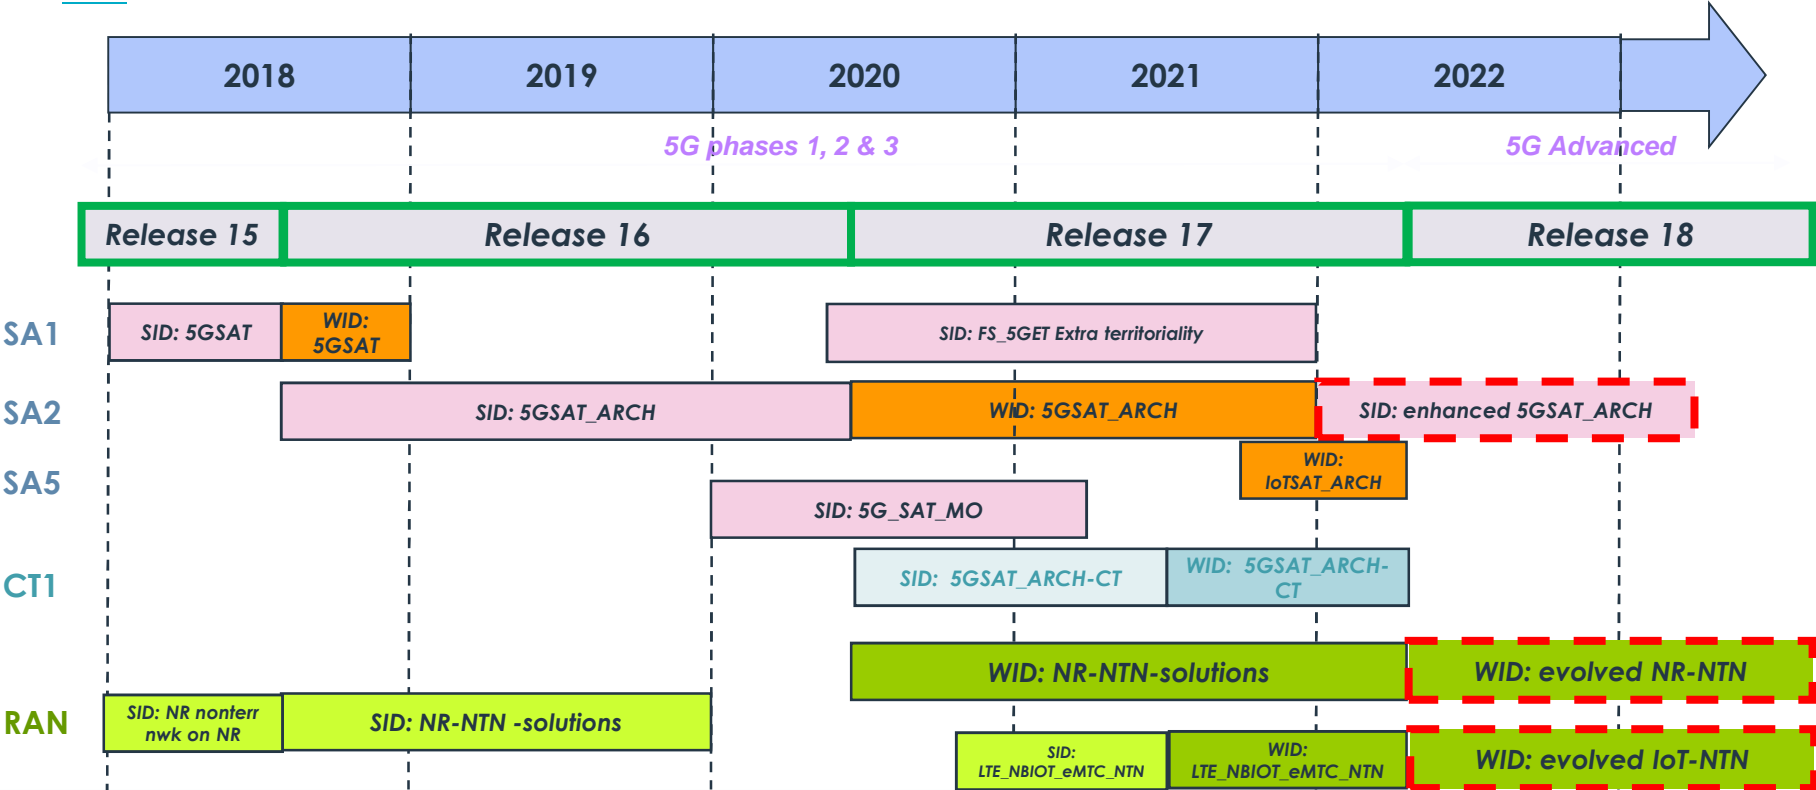 2018 2019 2020 2021 2022
5G phases 1, 2 & 3 5G Advanced
Release 15 Release 16 Release 17 Release 18
SA1
SID: 5GSAT
WID:
5GSAT
SID: FS_5GET Extra territoriality
SA2
SID: 5GSAT_ARCH
WID: 5GSAT_ARCH
SID: enhanced 5GSAT_ARCH
WID:
IoTSAT_ARCH
SA5
SID: 5G_SAT_MO
CT1
SID:  5GSAT_ARCH-CT
WID:  5GSAT_ARCH-
CT
WID: NR-NTN-solutions
WID: evolved NR-NTN
RAN
SID: NR nonterr
nwk on NR
SID: NR-NTN -solutions
SID:
LTE_NBIOT_eMTC_NTN
WID:
LTE_NBIOT_eMTC_NTN
WID: evolved IoT-NTN